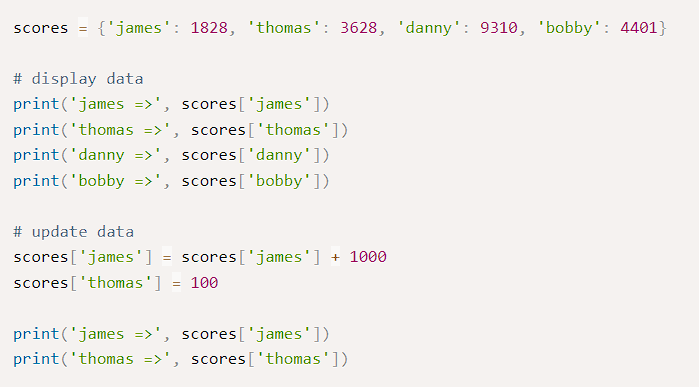 scores = {'james': 1828, 'thomas': 3628, 'danny': 9310, 'bobby': 4401}
# display data
print('james =>', scores['james'])
print('thomas =>', scores['thomas'])
print('danny =>', scores['danny'])
print('bobby =>', scores['bobby'])
# update data
scores['james'] = scores['james'] + 1000
scores['thomas'] = 100
print('james =>', scores['james'])
print('thomas =>', scores['thomas'])